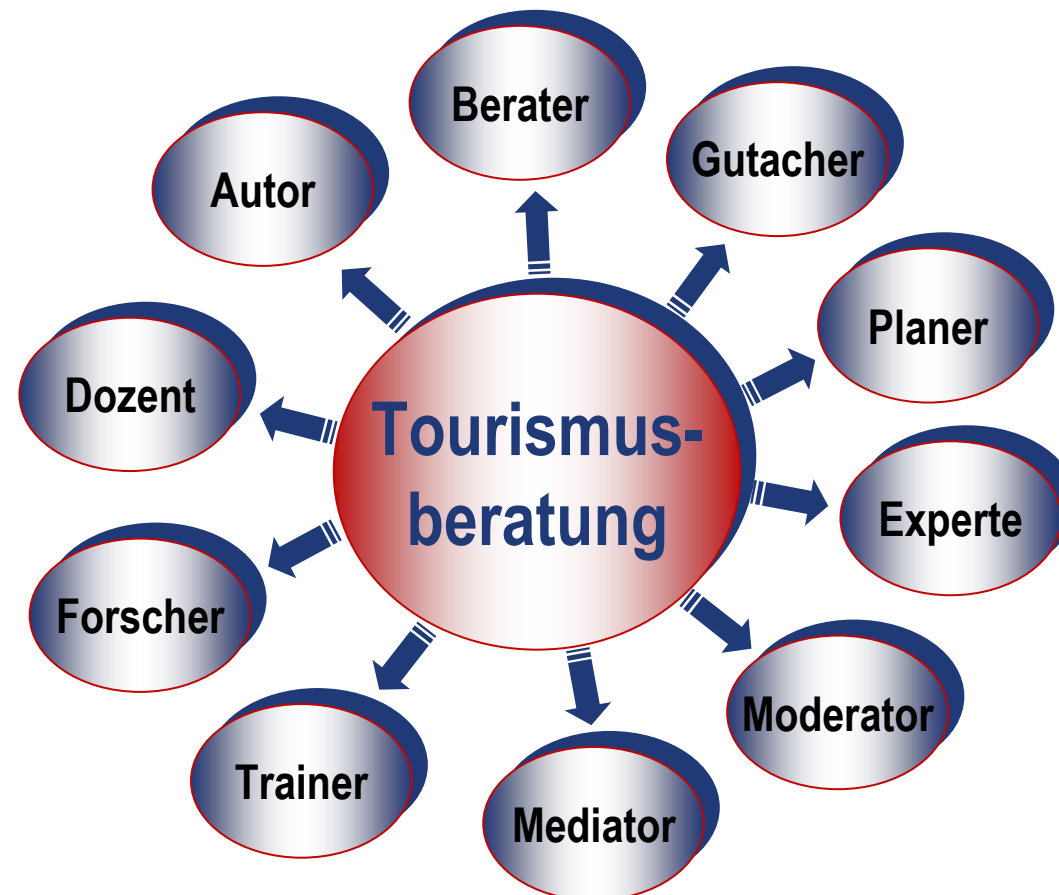 Berater
Gutacher
Autor
Planer
Dozent
Tourismus-
beratung
Experte
Forscher
Moderator
Trainer
Mediator